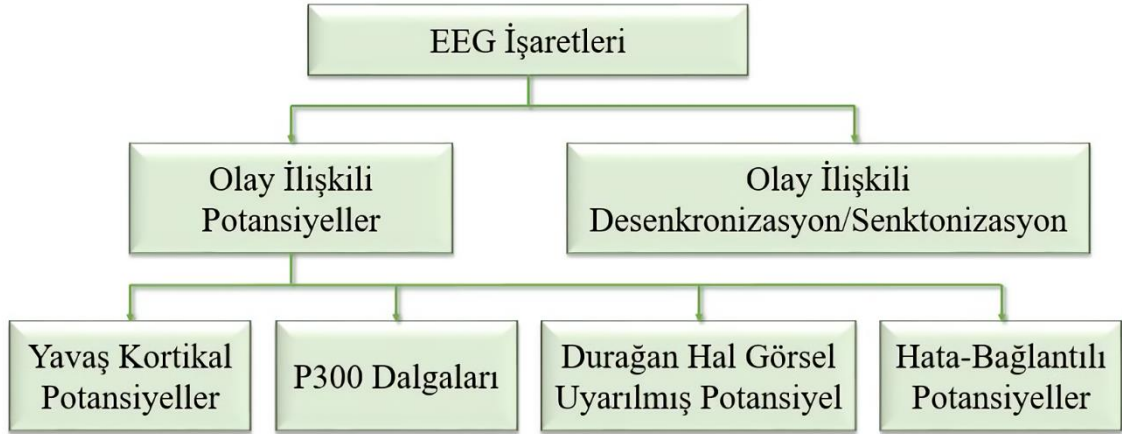 EEG İşaretleri
Olay İlişkili
Potansiyeller
Olay İlişkili
Desenkronizasyon/Senktonizasyon
Yavaş Kortikal
Potansiyeller
P300 Dalgaları
Durağan Hal Görsel
Uyarılmış Potansiyel
Hata-Bağlantılı
Potansiyeller